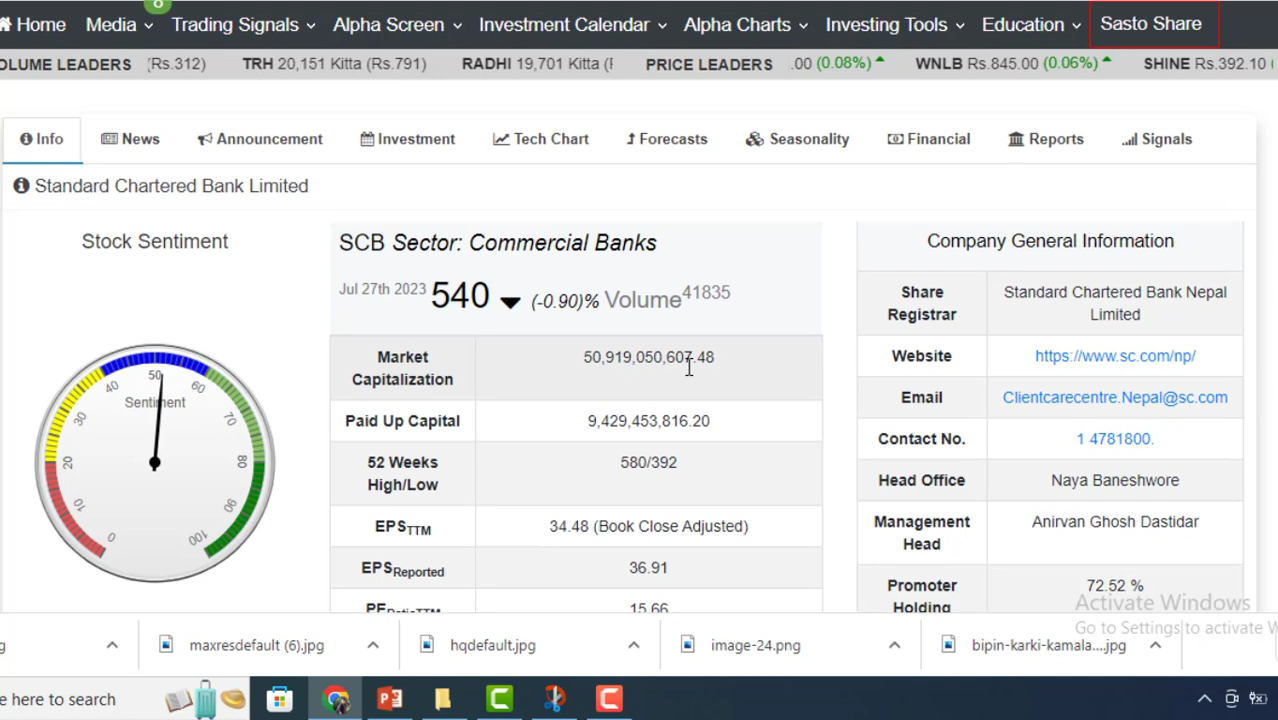 8
Home Media Trading Signals Alpha Screen Investment Calendar Alpha Charts Investing Tools Education Sasto Share
OLUME LEADERS (Rs.312) TRH 20,151 Kitta (Rs.791) RADHI 19,701 Kitta (F PRICE LEADERS .00 (0.08%) WNLB Rs.845.00 (0.06%) SHINE Rs.392.10 (
Info News Announcement Investment Tech Chart Forecasts Seasonality Financial Reports Signals
Standard Chartered Bank Limited
Stock Sentiment
0 10 20 30 40 50 60 70 80 90 100
Sentiment
SCB Sector: Commercial Banks
Jul 27th 2023 540 (-0.90)% Volume 41835
Market Capitalization 50,919,050,607.48
Paid Up Capital 9,429,453,816.20
52 Weeks High/Low 580/392
EPS TTM 34.48 (Book Close Adjusted)
EPS Reported 36.91
PE RatioTTM 15.66
Company General Information
Share Registrar Standard Chartered Bank Nepal Limited
Website https://www.sc.com/np/
Email Clientcarecentre.Nepal@sc.com
Contact No. 1 4781800.
Head Office Naya Baneshwore
Management Head Anirvan Ghosh Dastidar
Promoter Holding 72.52 %
Activate Windows
Go to Settings to activate W
g maxresdefault (6).jpg hqdefault.jpg image-24.png bipin-karki-kamala....jpg
e here to search